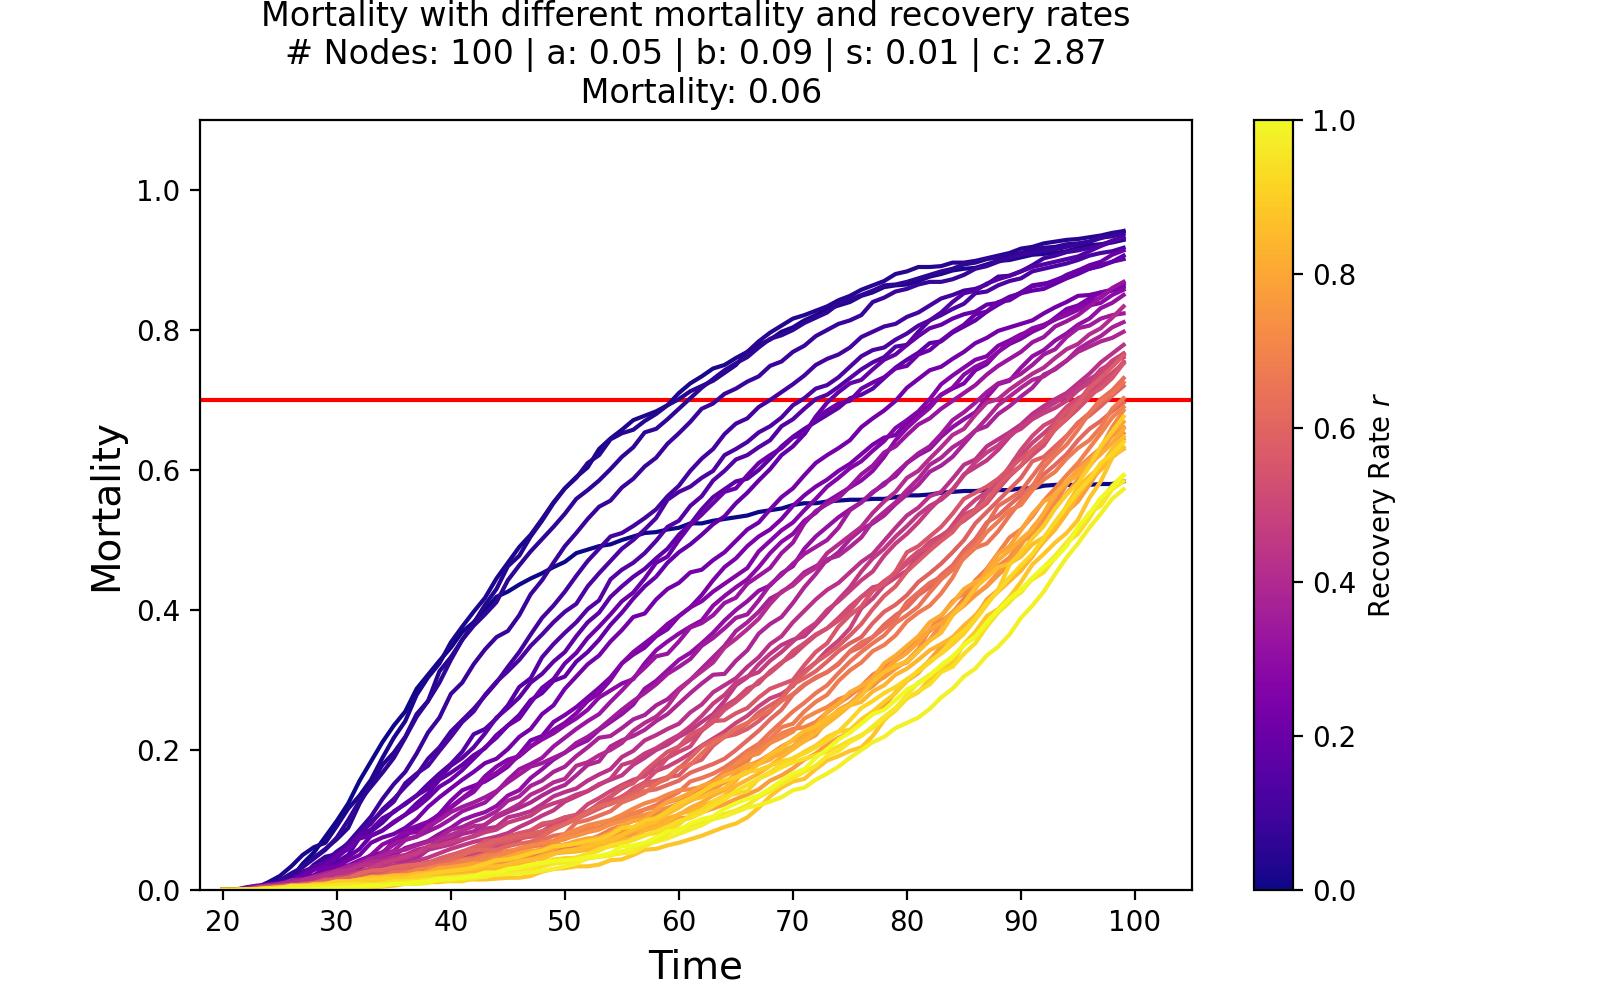 Mortality with different mortality and recovery rates
# Nodes: 100 | a: 0.05 | b: 0.09 | s: 0.01 | c: 2.87
Mortality: 0.06
Mortality
1.0
0.8
0.6
0.4
0.2
0.0
20 30 40 50 60 70 80 90 100
Time
1.0
0.8
0.6
0.4
0.2
0.0
Recovery Rate r